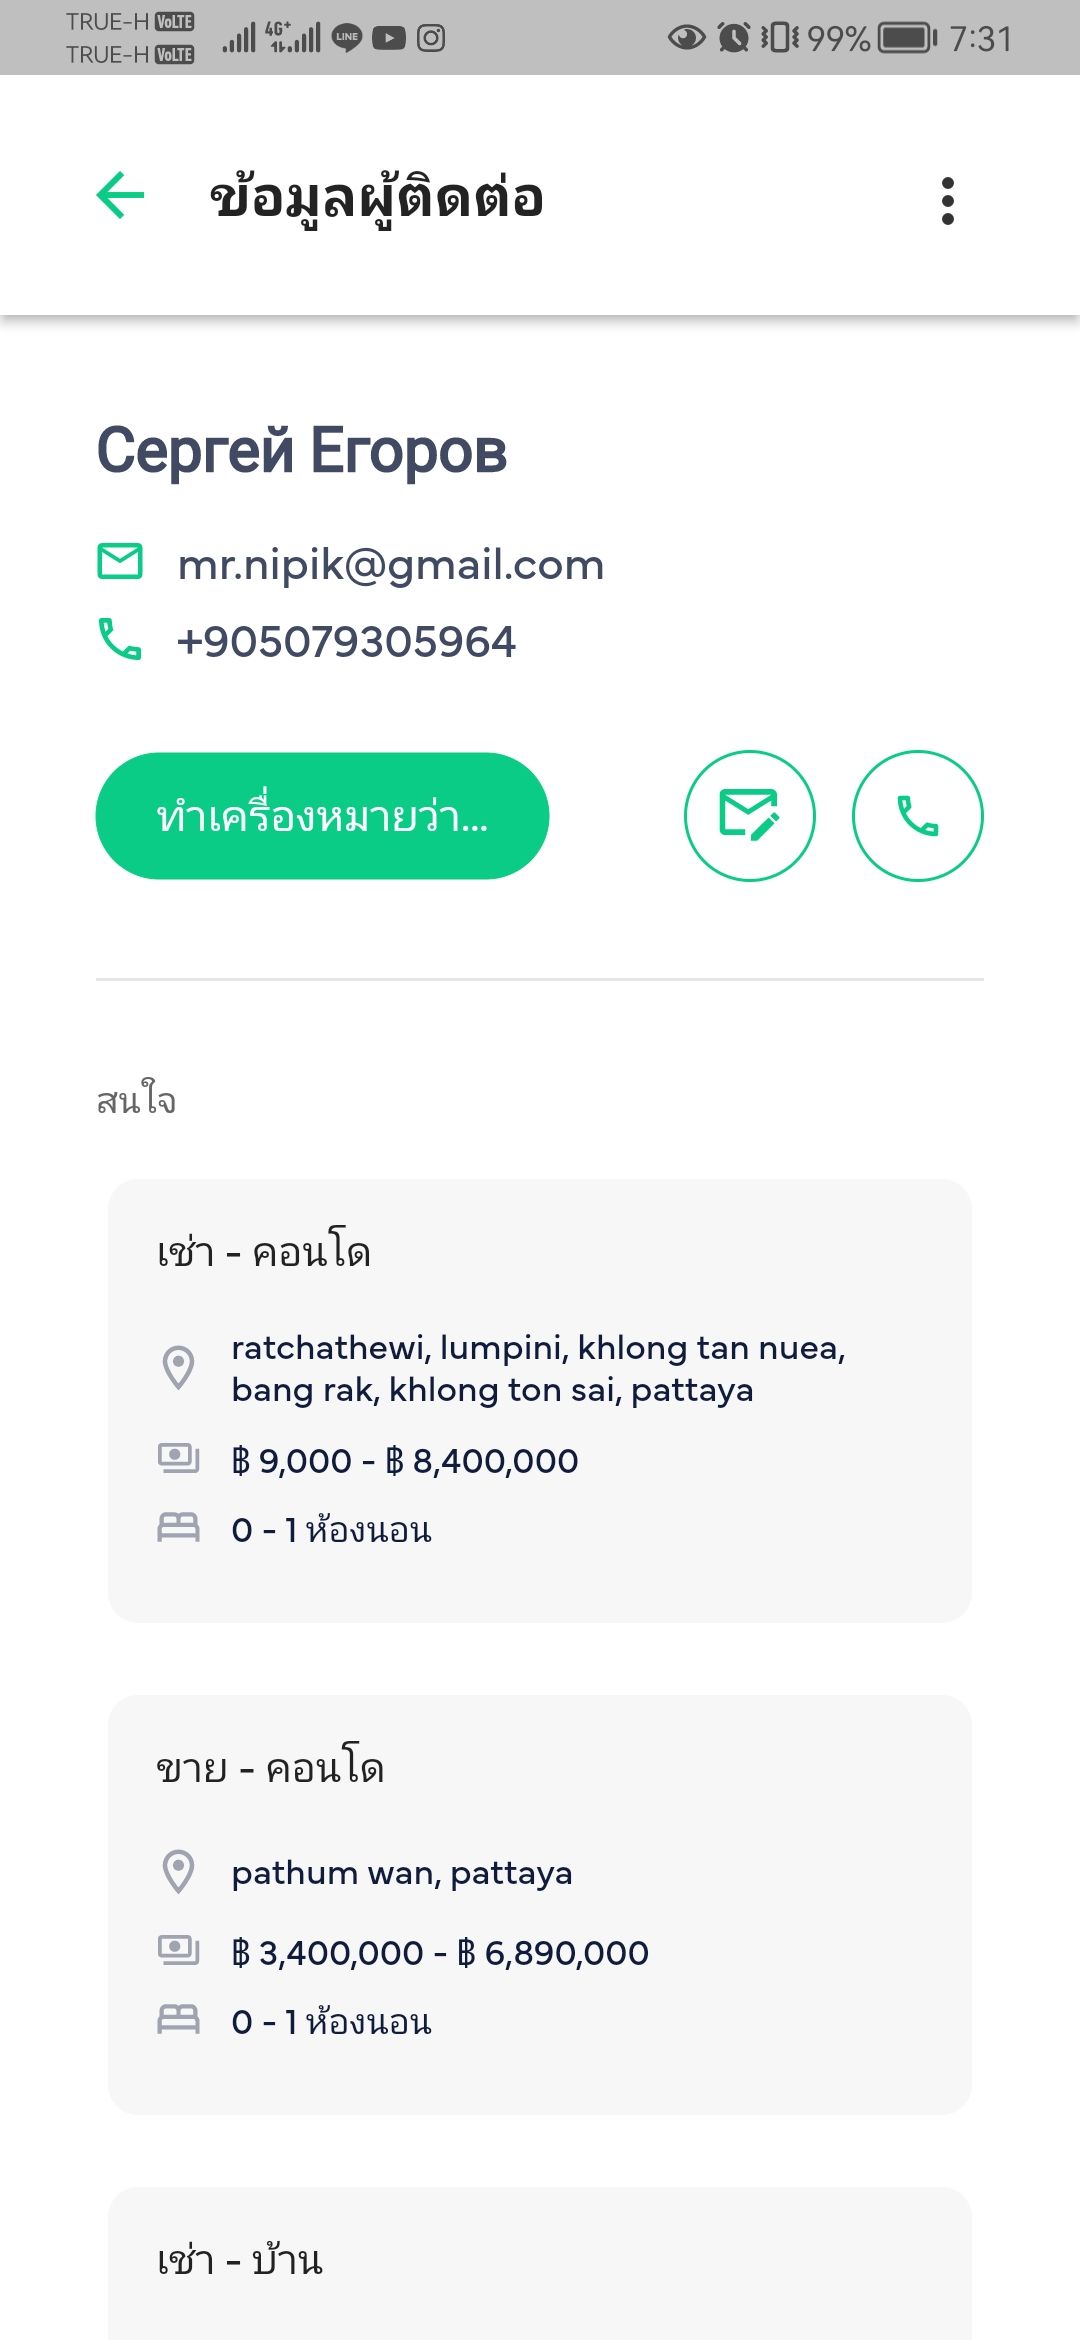 TRUE-H VoLTE
TRUE-H VoLTE
4G+
LINE
99%
7:31
ข้อมูลผู้ติดต่อ
Сергей Егоров
mr.nipik@gmail.com
+905079305964
ทำเครื่องหมายว่า...
สนใจ
เช่า - คอนโด
ratchathewi, lumpini, khlong tan nuea,
bang rak, khlong ton sai, pattaya
฿ 9,000 - ฿ 8,400,000
0 - 1 ห้องนอน
ขาย - คอนโด
pathum wan, pattaya
฿ 3,400,000 - ฿ 6,890,000
0 - 1 ห้องนอน
เช่า - บ้าน